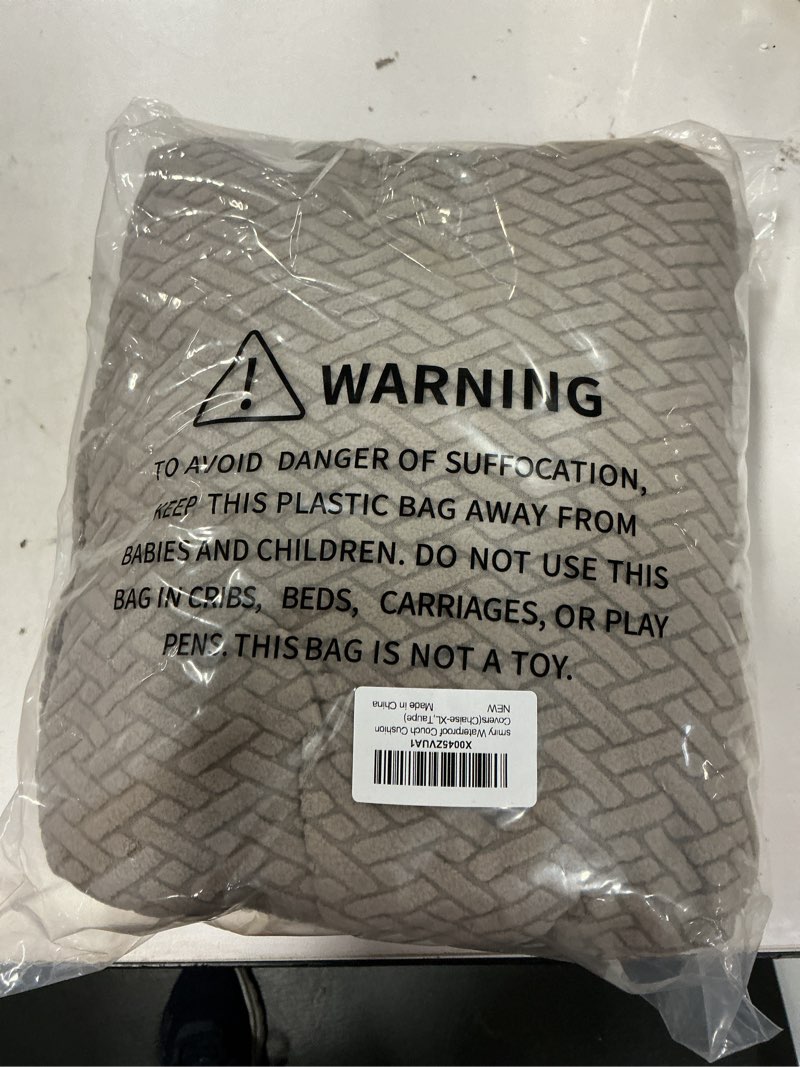 WARNING
TO AVOID DANGER OF SUFFOCATION,
KEEP THIS PLASTIC BAG AWAY FROM
BABIES AND CHILDREN. DO NOT USE THIS
BAG IN CRIBS, BEDS, CARRIAGES, OR PLAY
PENS. THIS BAG IS NOT A TOY.
X0045ZVUA1
smiry Waterproof Couch Cushion
Covers(Chaise-XL,Taupe)
NEW Made in China